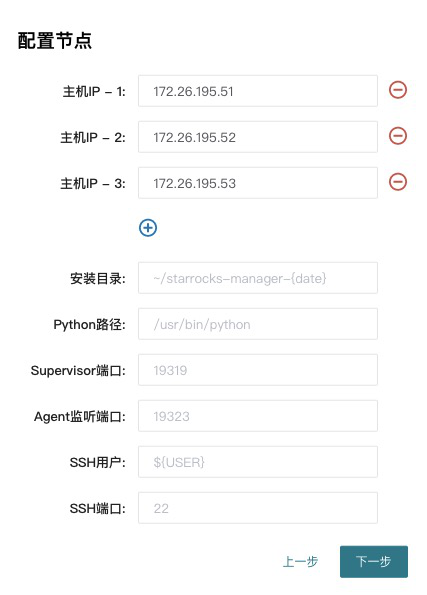 配置节点
主机IP – 1: 172.26.195.51
主机IP – 2: 172.26.195.52
主机IP – 3: 172.26.195.53
安装目录: ~/starrocks-manager-{date}
Python路径: /usr/bin/python
Supervisor端口: 19319
Agent监听端口: 19323
SSH用户: ${USER}
SSH端口: 22
上一步 下一步